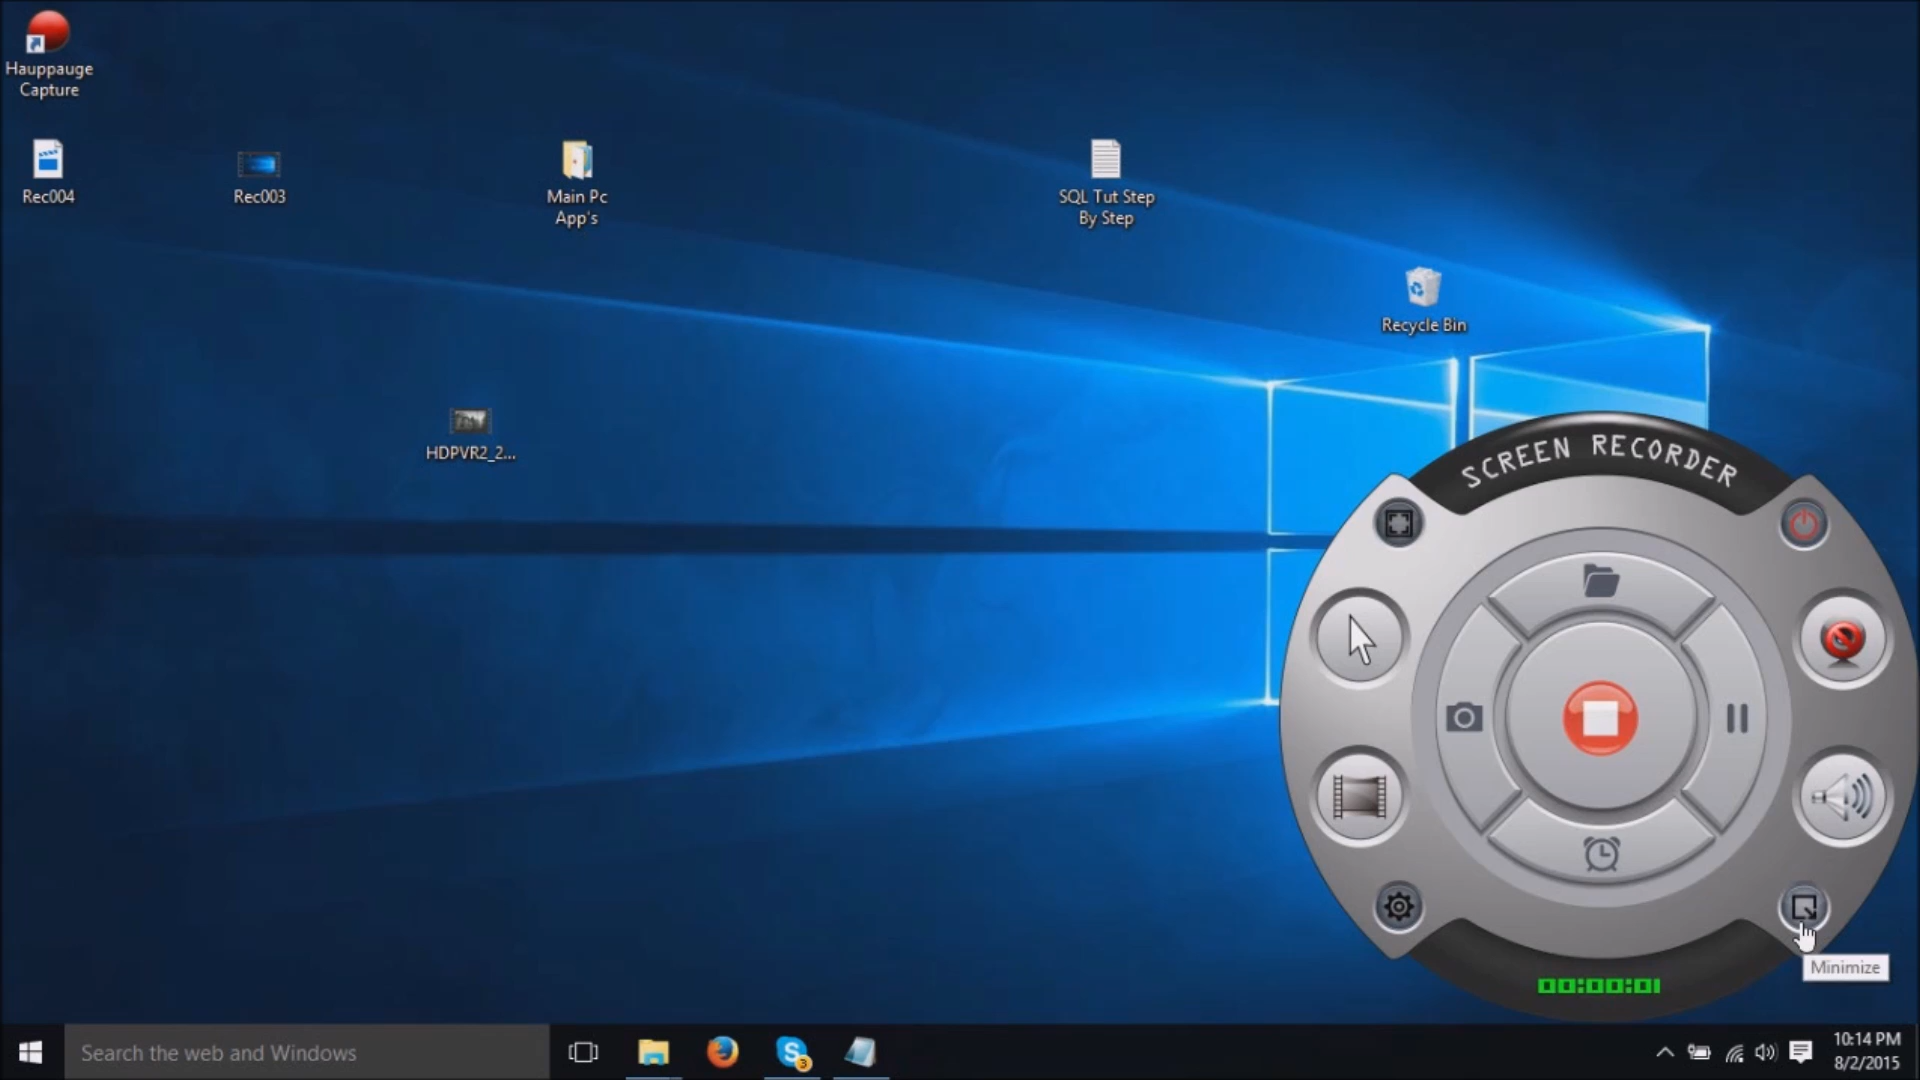 Hauppauge
Capture
Rec004
Rec003
Main Pc
App's
SQL Tut Step
By Step
Recycle Bin
HDPVR2_2...
SCREEN RECORDER
00:00:01
Minimize
Search the web and Windows
3
10:14 PM
8/2/2015